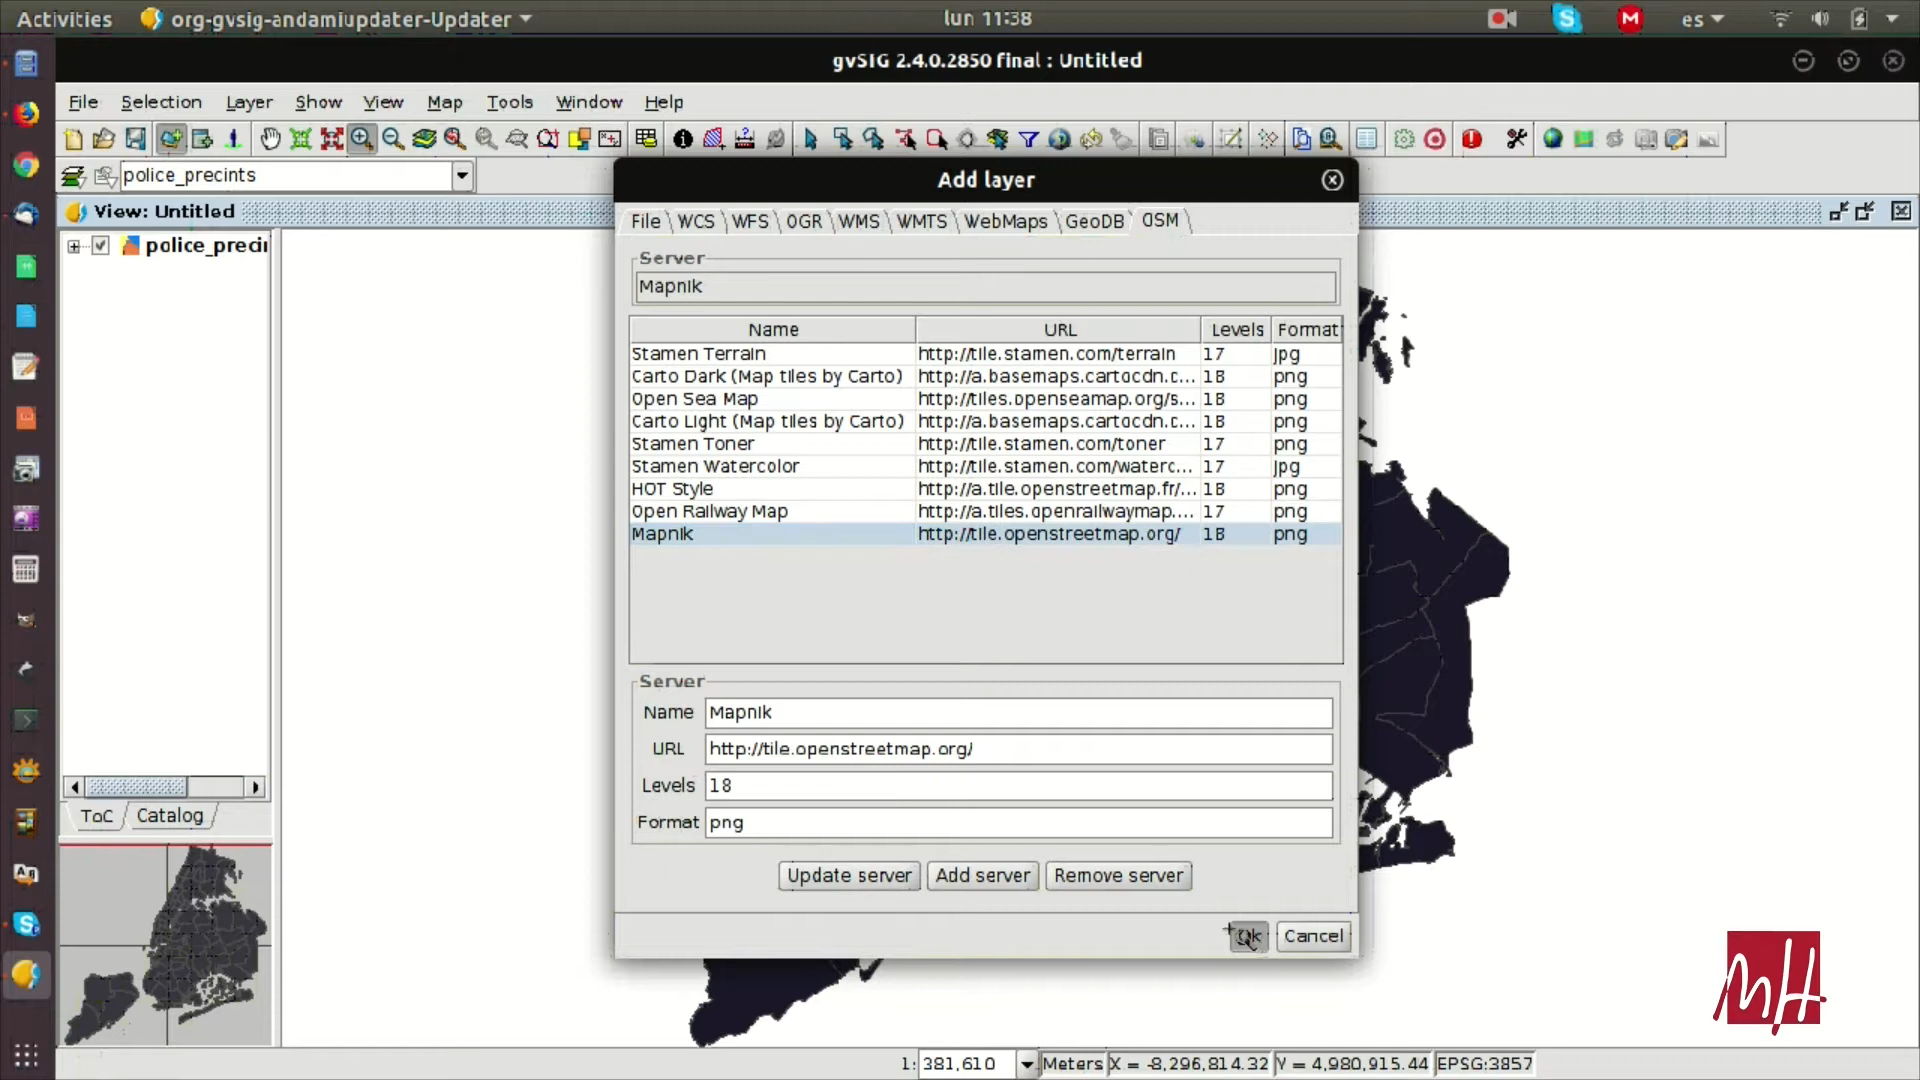 Activities
org-gvsig-andamiupdater-Updater
lun 11:38
es
gvSIG 2.4.0.2850 final : Untitled
File Selection Layer Show View Map Tools Window Help
police_precints
View: Untitled
police_precin
ToC Catalog
Add layer
File WCS WFS OGR WMS WMTS WebMaps GeoDB OSM
Server
Mapnik
Name URL Levels Format
Stamen Terrain http://tile.stamen.com/terrain 17 jpg
Carto Dark (Map tiles by Carto) http://a.basemaps.cartocdn.c... 18 png
Open Sea Map http://tiles.openseamap.org/s... 18 png
Carto Light (Map tiles by Carto) http://a.basemaps.cartocdn.c... 18 png
Stamen Toner http://tile.stamen.com/toner 17 png
Stamen Watercolor http://tile.stamen.com/waterc... 17 jpg
HOT Style http://a.tile.openstreetmap.fr/... 18 png
Open Railway Map http://a.tiles.openrailwaymap.... 17 png
Mapnik http://tile.openstreetmap.org/ 18 png
Server
Name Mapnik
URL http://tile.openstreetmap.org/
Levels 18
Format png
Update server Add server Remove server
Ok Cancel
MH
1: 381,610 Meters X = -8,296,814.32 Y = 4,980,915.44 EPSG:3857